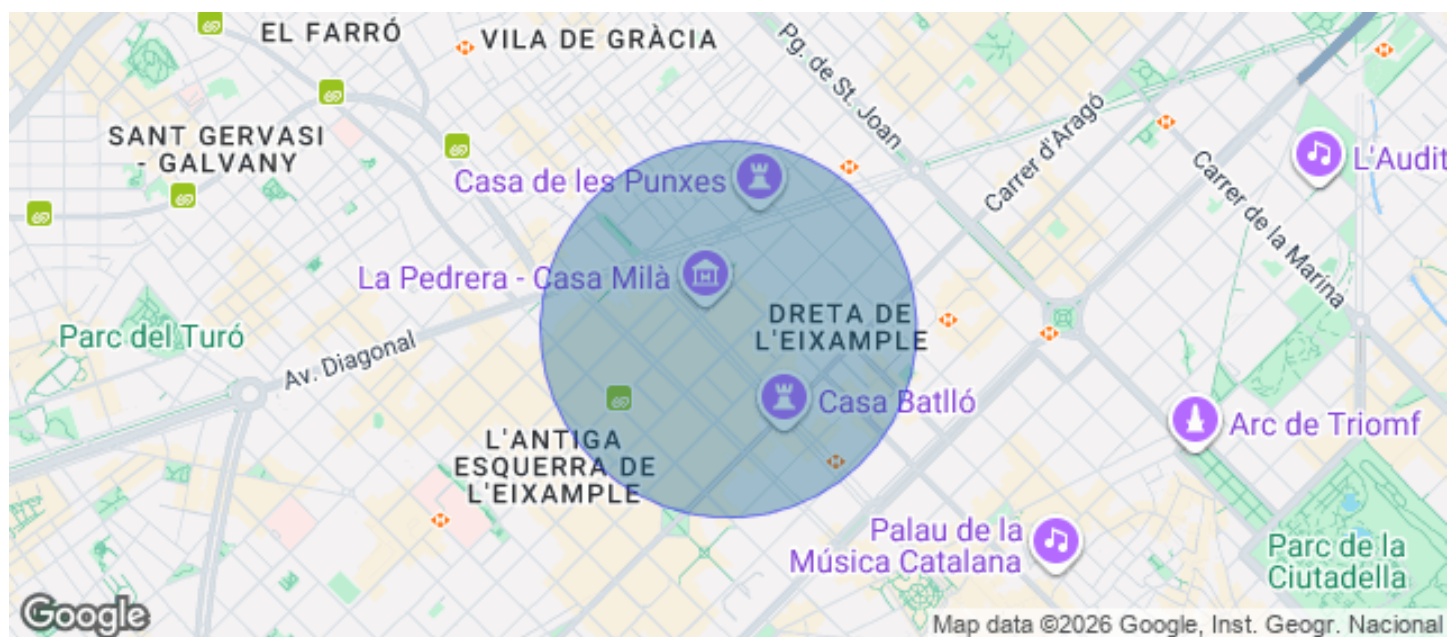 EL FARRÓ
VILA DE GRÀCIA
Pg. de St. Joan
SANT GERVASI
- GALVANY
Carrer d'Aragó
L'Audit
Casa de les Punxes
Carrer de la Marina
La Pedrera - Casa Milà
DRETA DE
L'EIXAMPLE
Parc del Turó
Av. Diagonal
Casa Batlló
Arc de Triomf
L'ANTIGA
ESQUERRA DE
L'EIXAMPLE
Palau de la
Música Catalana
Parc de la
Ciutadella
Google
Map data ©2026 Google, Inst. Geogr. Nacional